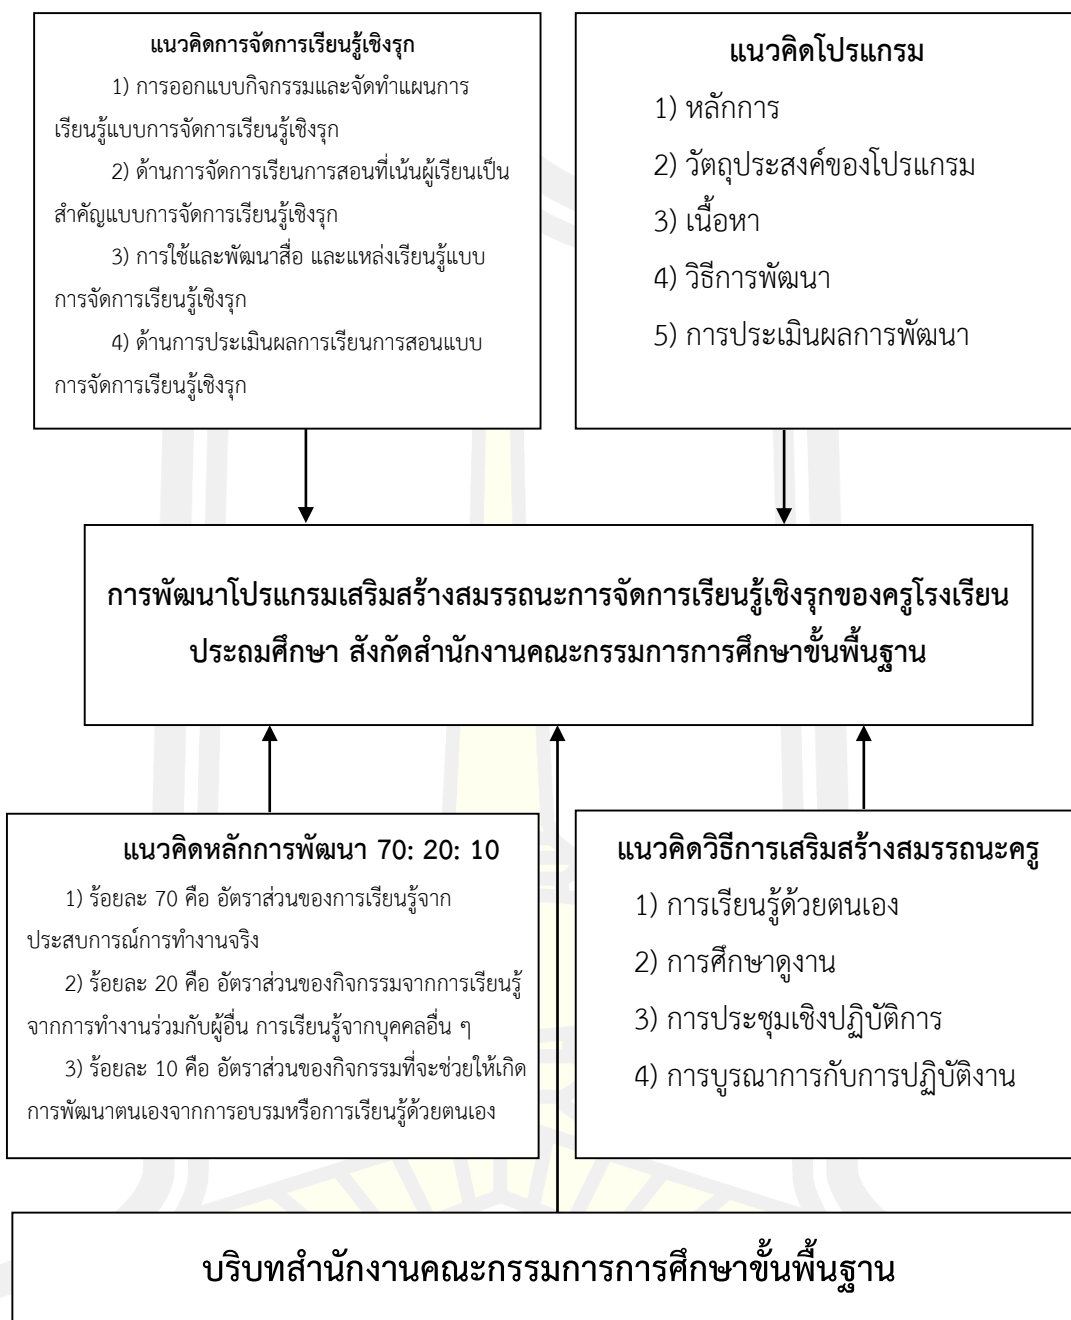 แนวคิดการจัดการเรียนรู้เชิงรุก
1) การออกแบบกิจกรรมและจัดทำแผนการ
เรียนรู้แบบการจัดการเรียนรู้เชิงรุก
2) ด้านการจัดการเรียนการสอนที่เน้นผู้เรียนเป็น
สำคัญแบบการจัดการเรียนรู้เชิงรุก
3) การใช้และพัฒนาสื่อ และแหล่งเรียนรู้แบบ
การจัดการเรียนรู้เชิงรุก
4) ด้านการประเมินผลการเรียนการสอนแบบ
การจัดการเรียนรู้เชิงรุก
แนวคิดโปรแกรม
1) หลักการ
2) วัตถุประสงค์ของโปรแกรม
3) เนื้อหา
4) วิธีการพัฒนา
5) การประเมินผลการพัฒนา
การพัฒนาโปรแกรมเสริมสร้างสมรรถนะการจัดการเรียนรู้เชิงรุกของครูโรงเรียน
ประถมศึกษา สังกัดสำนักงานคณะกรรมการการศึกษาขั้นพื้นฐาน
แนวคิดหลักการพัฒนา 70: 20: 10
1) ร้อยละ 70 คือ อัตราส่วนของการเรียนรู้จาก
ประสบการณ์การทำงานจริง
2) ร้อยละ 20 คือ อัตราส่วนของกิจกรรมจากการเรียนรู้
จากการทำงานร่วมกับผู้อื่น การเรียนรู้จากบุคคลอื่น ๆ
3) ร้อยละ 10 คือ อัตราส่วนของกิจกรรมที่จะช่วยให้เกิด
การพัฒนาตนเองจากการอบรมหรือการเรียนรู้ด้วยตนเอง
แนวคิดวิธีการเสริมสร้างสมรรถนะครู
1) การเรียนรู้ด้วยตนเอง
2) การศึกษาดูงาน
3) การประชุมเชิงปฏิบัติการ
4) การบูรณาการกับการปฏิบัติงาน
บริบทสำนักงานคณะกรรมการการศึกษาขั้นพื้นฐาน